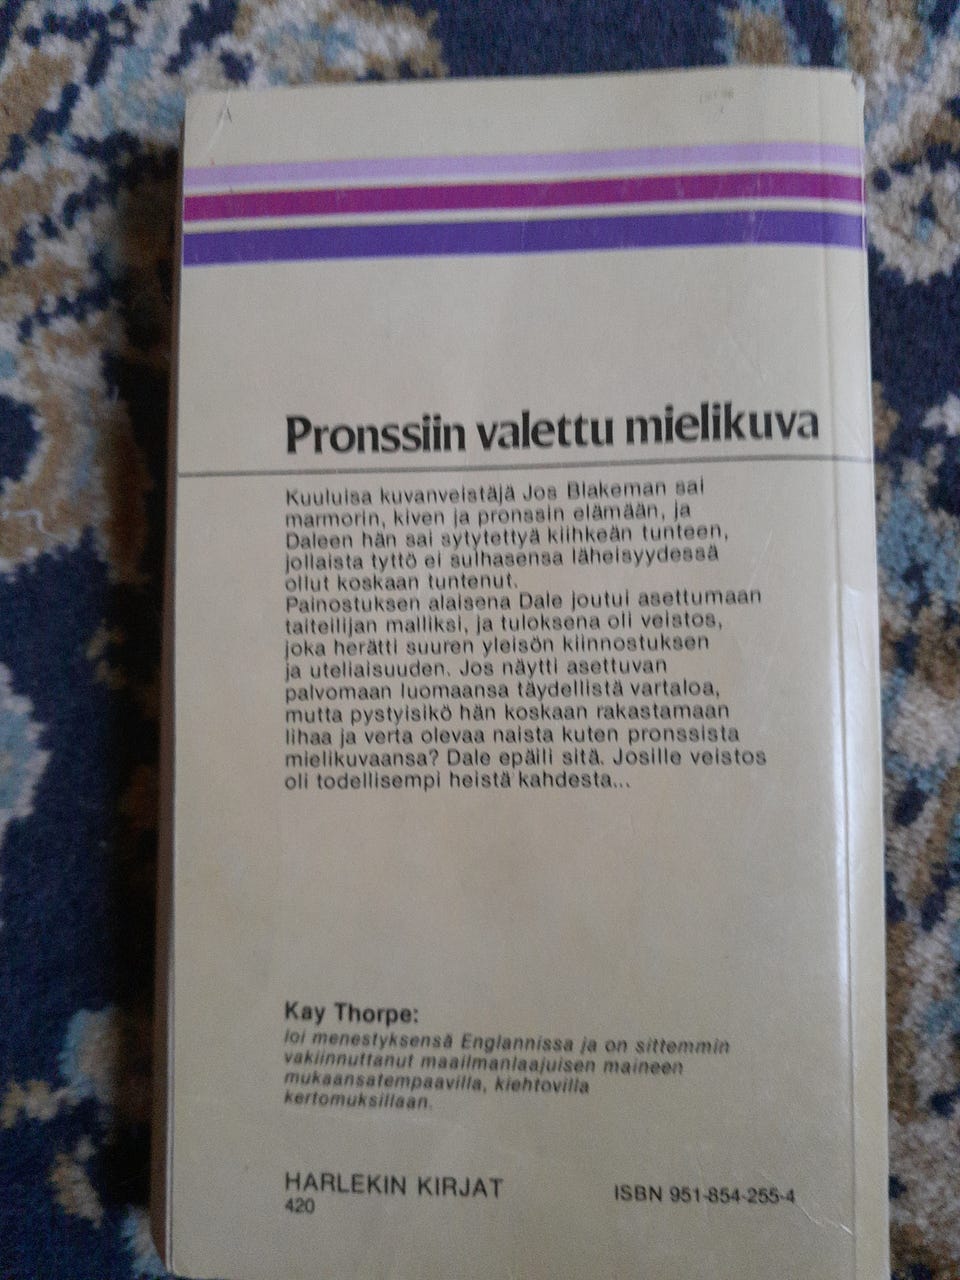 Pronssiin valettu mielikuva
Kuuluisa kuvanveistäjä Jos Blakeman sai
marmorin, kiven ja pronssin elämään, ja
Daleen hän sai sytytettyä kiihkeän tunteen,
jollaista tyttö ei sulhasensa läheisyydessä
ollut koskaan tuntenut.
Painostuksen alaisena Dale joutui asettumaan
taiteilijan malliksi, ja tuloksena oli veistos,
joka herätti suuren yleisön kiinnostuksen
ja uteliaisuuden. Jos näytti asettuvan
palvomaan luomaansa täydellistä vartaloa,
mutta pystyisikö hän koskaan rakastamaan
lihaa ja verta olevaa naista kuten pronssista
mielikuvaansa? Dale epäili sitä. Josille veistos
oli todellisempi heistä kahdesta...
Kay Thorpe:
loi menestyksensä Englannissa ja on sittemmin
vakiinnuttanut maailmanlaajuisen maineen
mukaansatempaavilla, kiehtovilla
kertomuksillaan.
HARLEKIN KIRJAT
420
ISBN 951-854-255-4